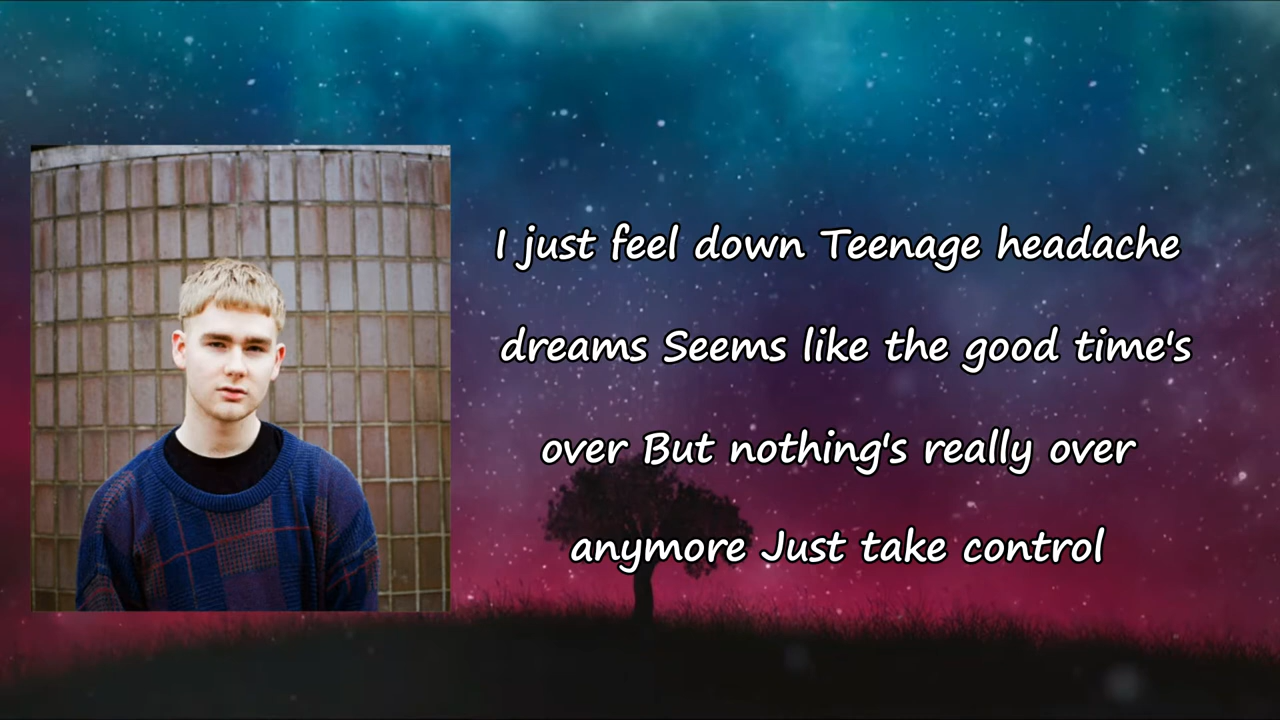 I just feel down Teenage headache
dreams Seems like the good time's
over But nothing's really over
anymore Just take control